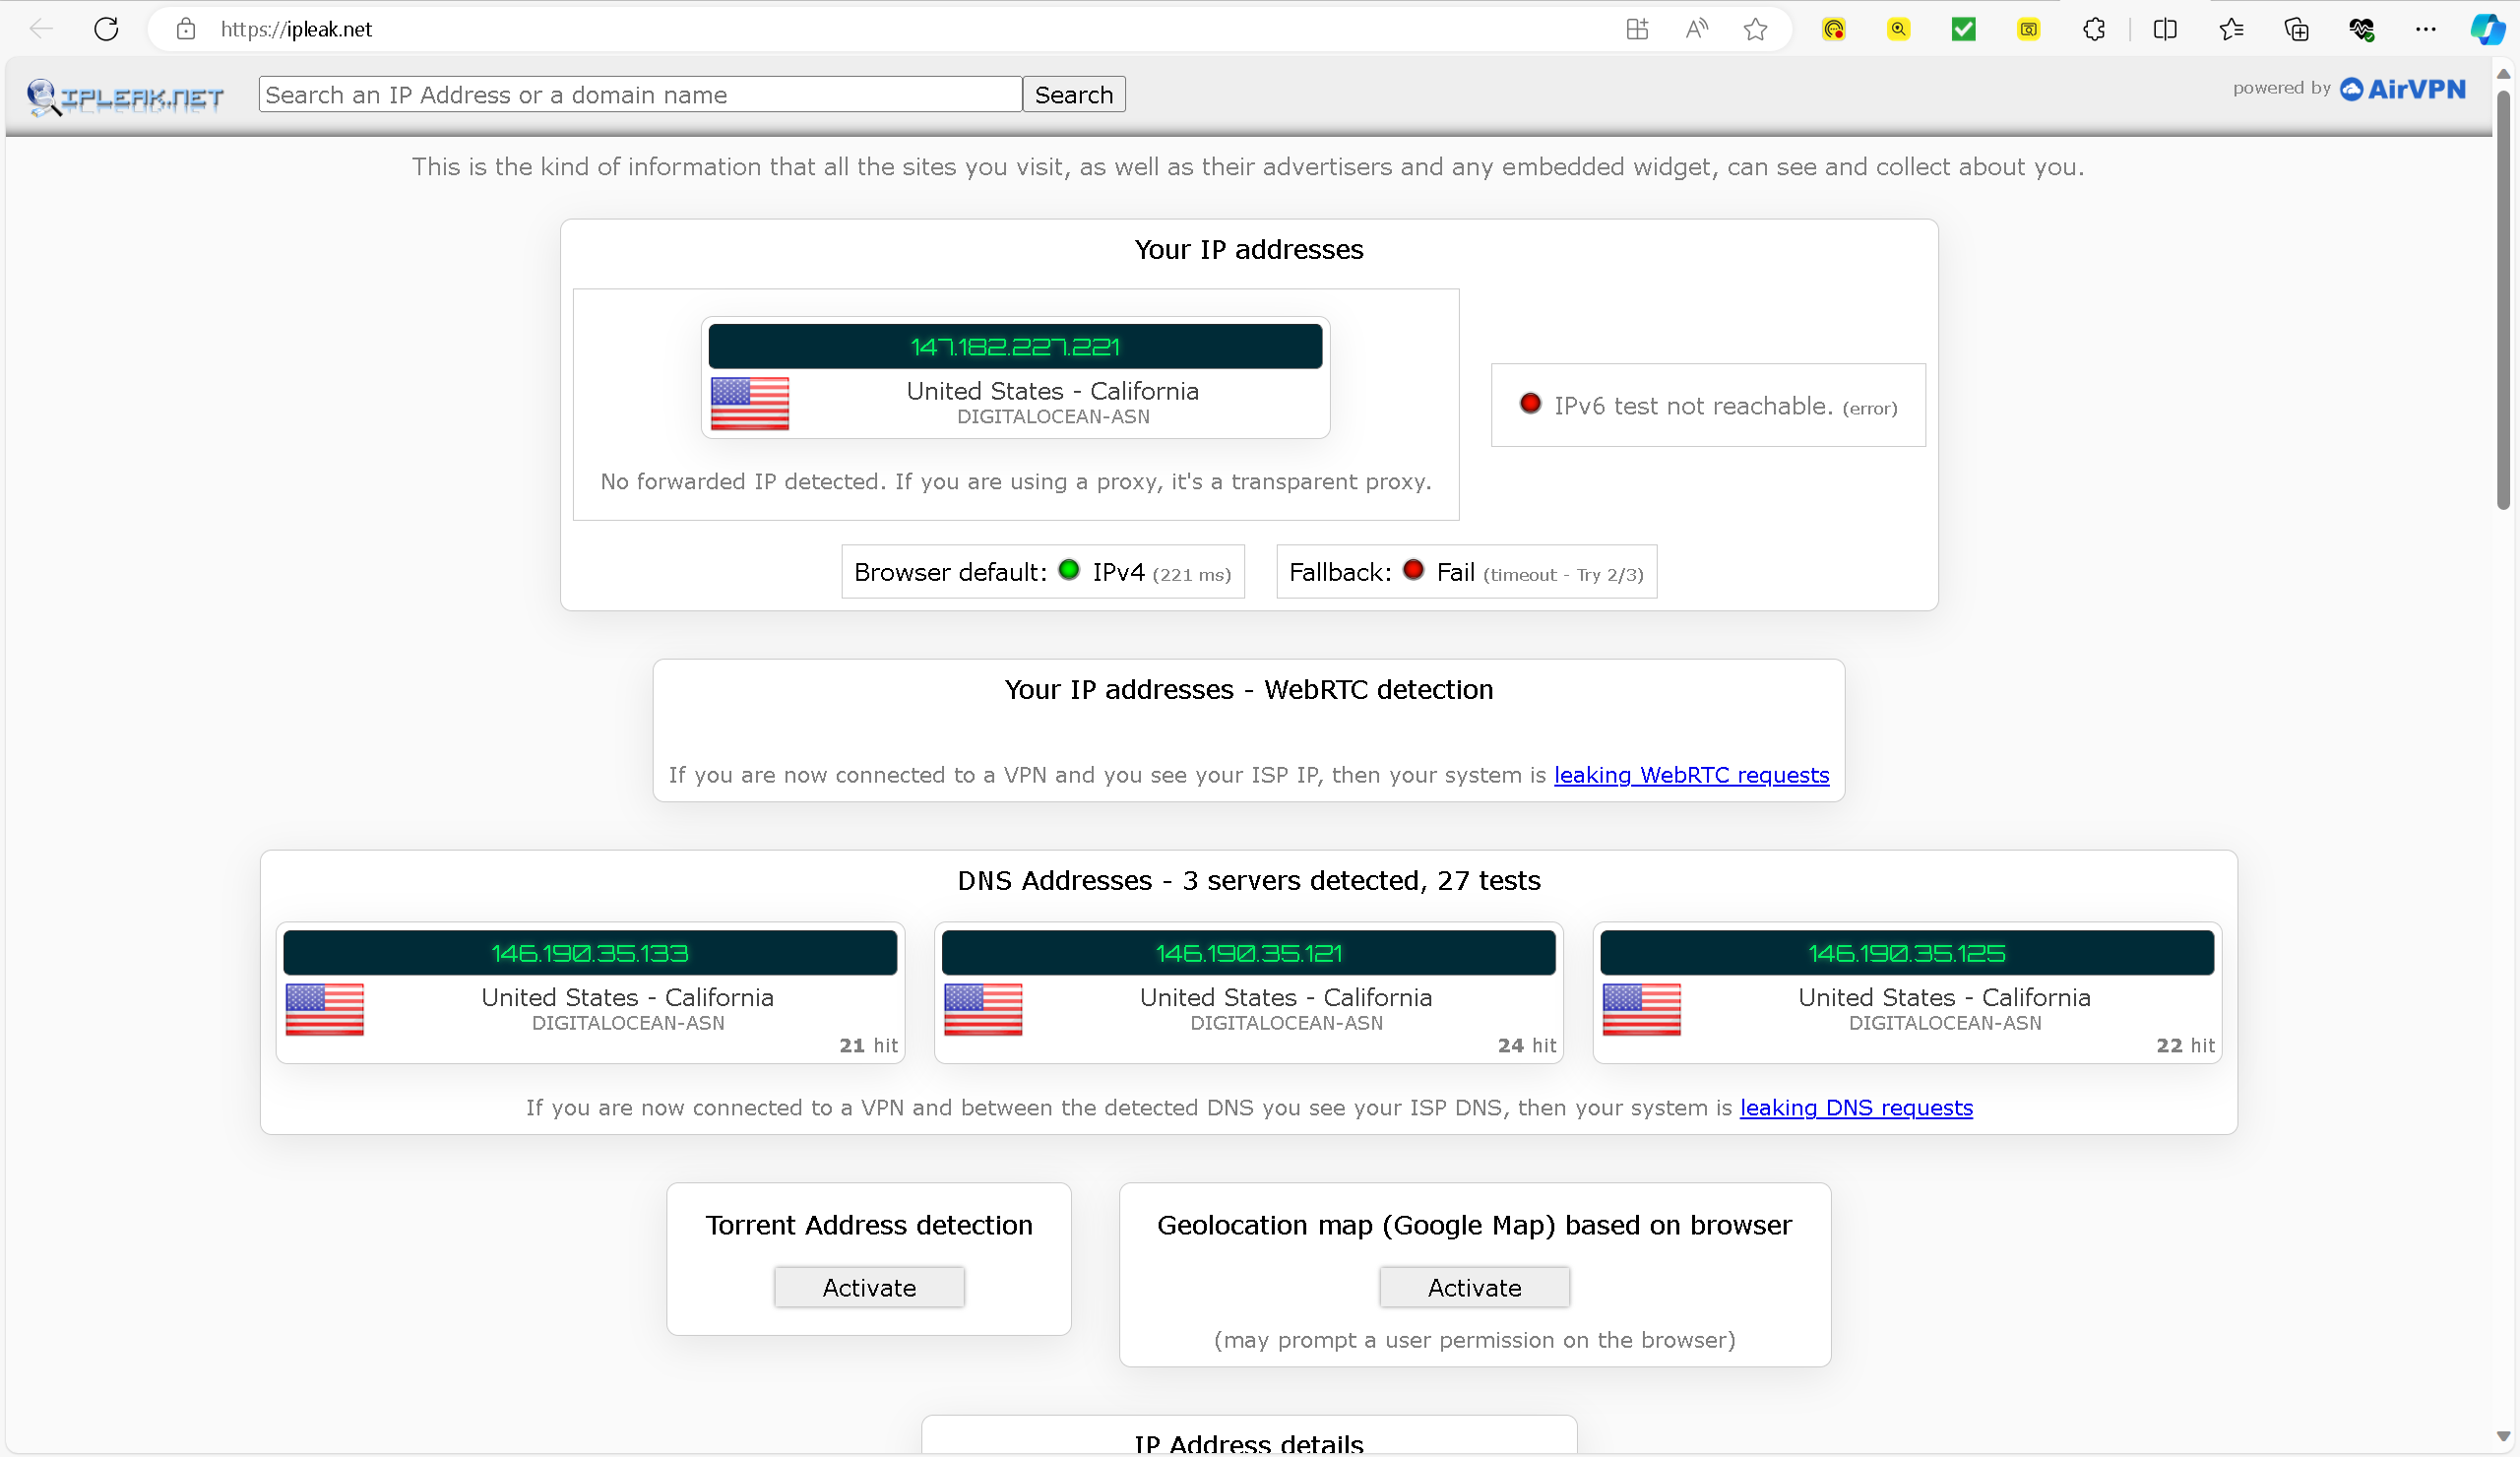 https://ipleak.net
IPLEAK.NET
Search an IP Address or a domain name
Search
powered by AirVPN
This is the kind of information that all the sites you visit, as well as their advertisers and any embedded widget, can see and collect about you.
Your IP addresses
147.182.227.221
United States - California
DIGITALOCEAN-ASN
No forwarded IP detected. If you are using a proxy, it's a transparent proxy.
IPv6 test not reachable. (error)
Browser default: IPv4 (221 ms)
Fallback: Fail (timeout - Try 2/3)
Your IP addresses - WebRTC detection
If you are now connected to a VPN and you see your ISP IP, then your system is leaking WebRTC requests
DNS Addresses - 3 servers detected, 27 tests
146.190.35.133
United States - California
DIGITALOCEAN-ASN
21 hit
146.190.35.121
United States - California
DIGITALOCEAN-ASN
24 hit
146.190.35.125
United States - California
DIGITALOCEAN-ASN
22 hit
If you are now connected to a VPN and between the detected DNS you see your ISP DNS, then your system is leaking DNS requests
Torrent Address detection
Activate
Geolocation map (Google Map) based on browser
Activate
(may prompt a user permission on the browser)
IP Address details